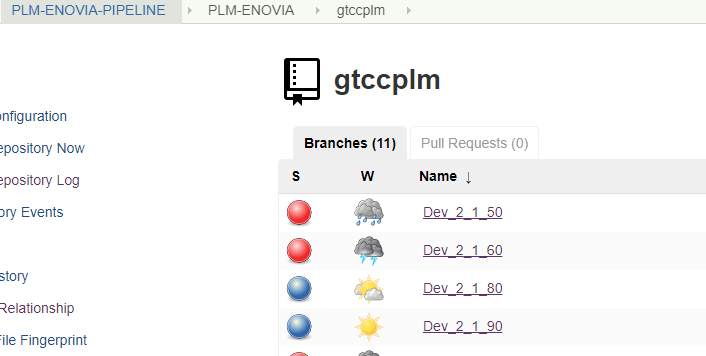 PLM-ENOVIA-PIPELINE PLM-ENOVIA gtccplm
gtccplm
onfiguration
epository Now
epository Log
ory Events
story
Relationship
File Fingerprint
Branches (11) Pull Requests (0)
S W Name ↓
Dev_2_1_50
Dev_2_1_60
Dev_2_1_80
Dev_2_1_90